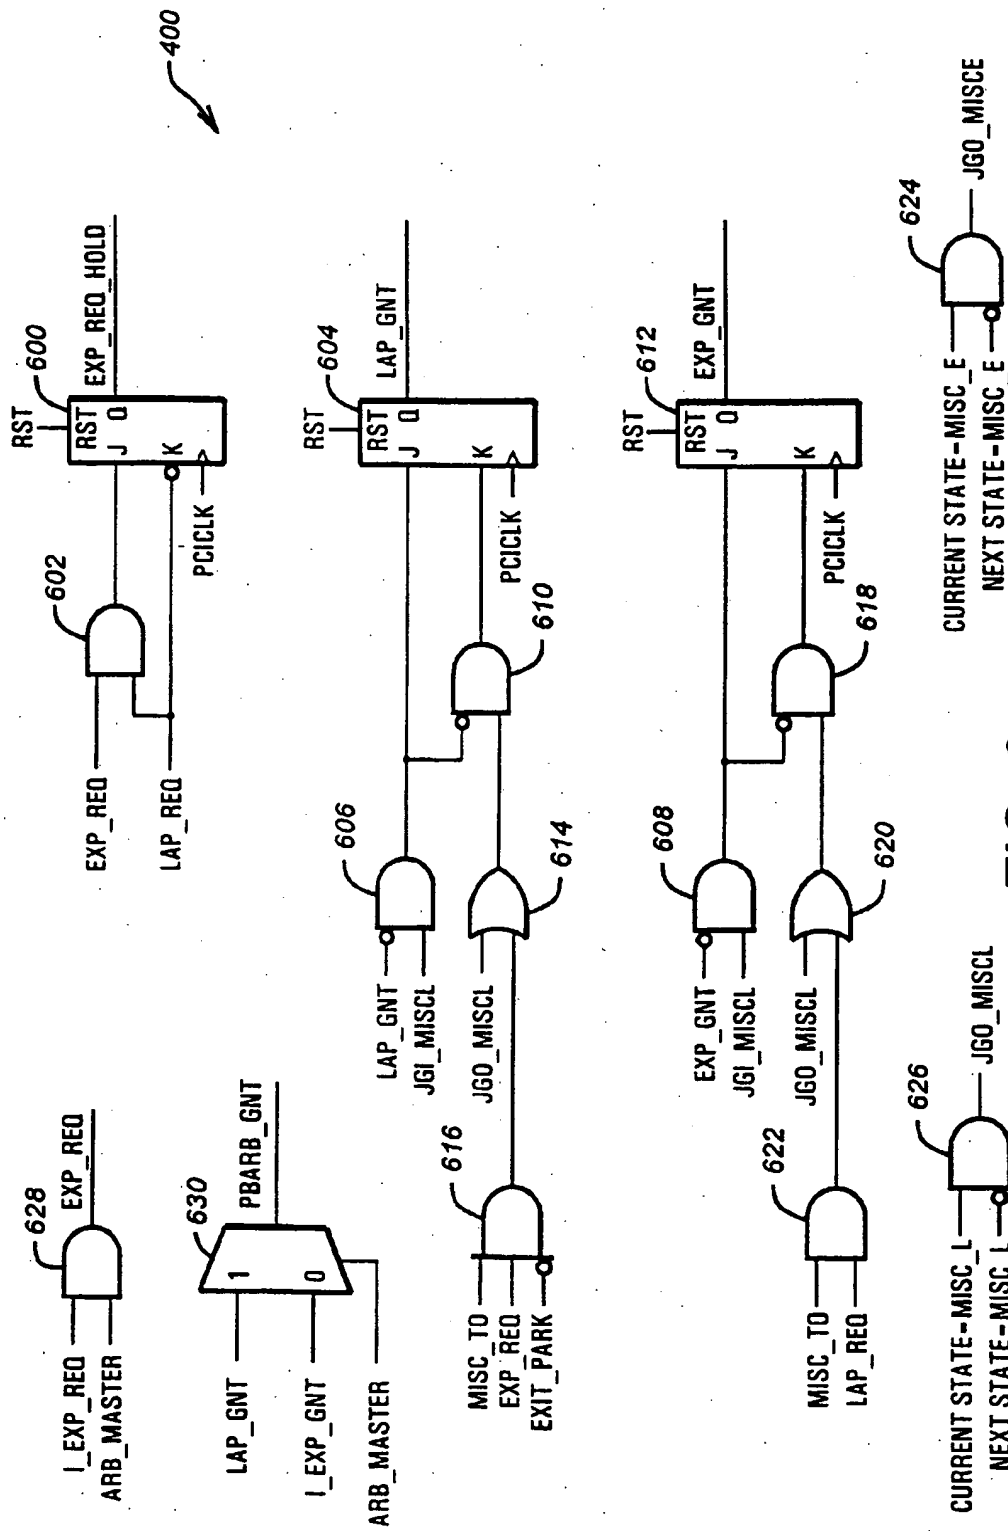 I_EXP_REQ
ARB_MASTER
628
EXP_REQ
LAP_GNT
I_EXP_GNT
ARB_MASTER
1
0
630
PBARB_GNT
EXP_REQ
LAP_REQ
602
J
K
RST
Q
RST
600
PCICLK
EXP_REQ_HOLD
400
MISC_TO
EXP_REQ
EXIT_PARK
616
LAP_GNT
JGI_MISCL
JGO_MISCL
606
614
610
J
K
RST
Q
RST
604
PCICLK
LAP_GNT
MISC_TO
LAP_REQ
622
EXP_GNT
JGI_MISCL
JGO_MISCL
608
620
618
J
K
RST
Q
RST
612
PCICLK
EXP_GNT
CURRENT STATE-MISC_L
NEXT STATE-MISC_L
626
JGO_MISCL
CURRENT STATE-MISC_E
NEXT STATE-MISC_E
624
JGO_MISCE